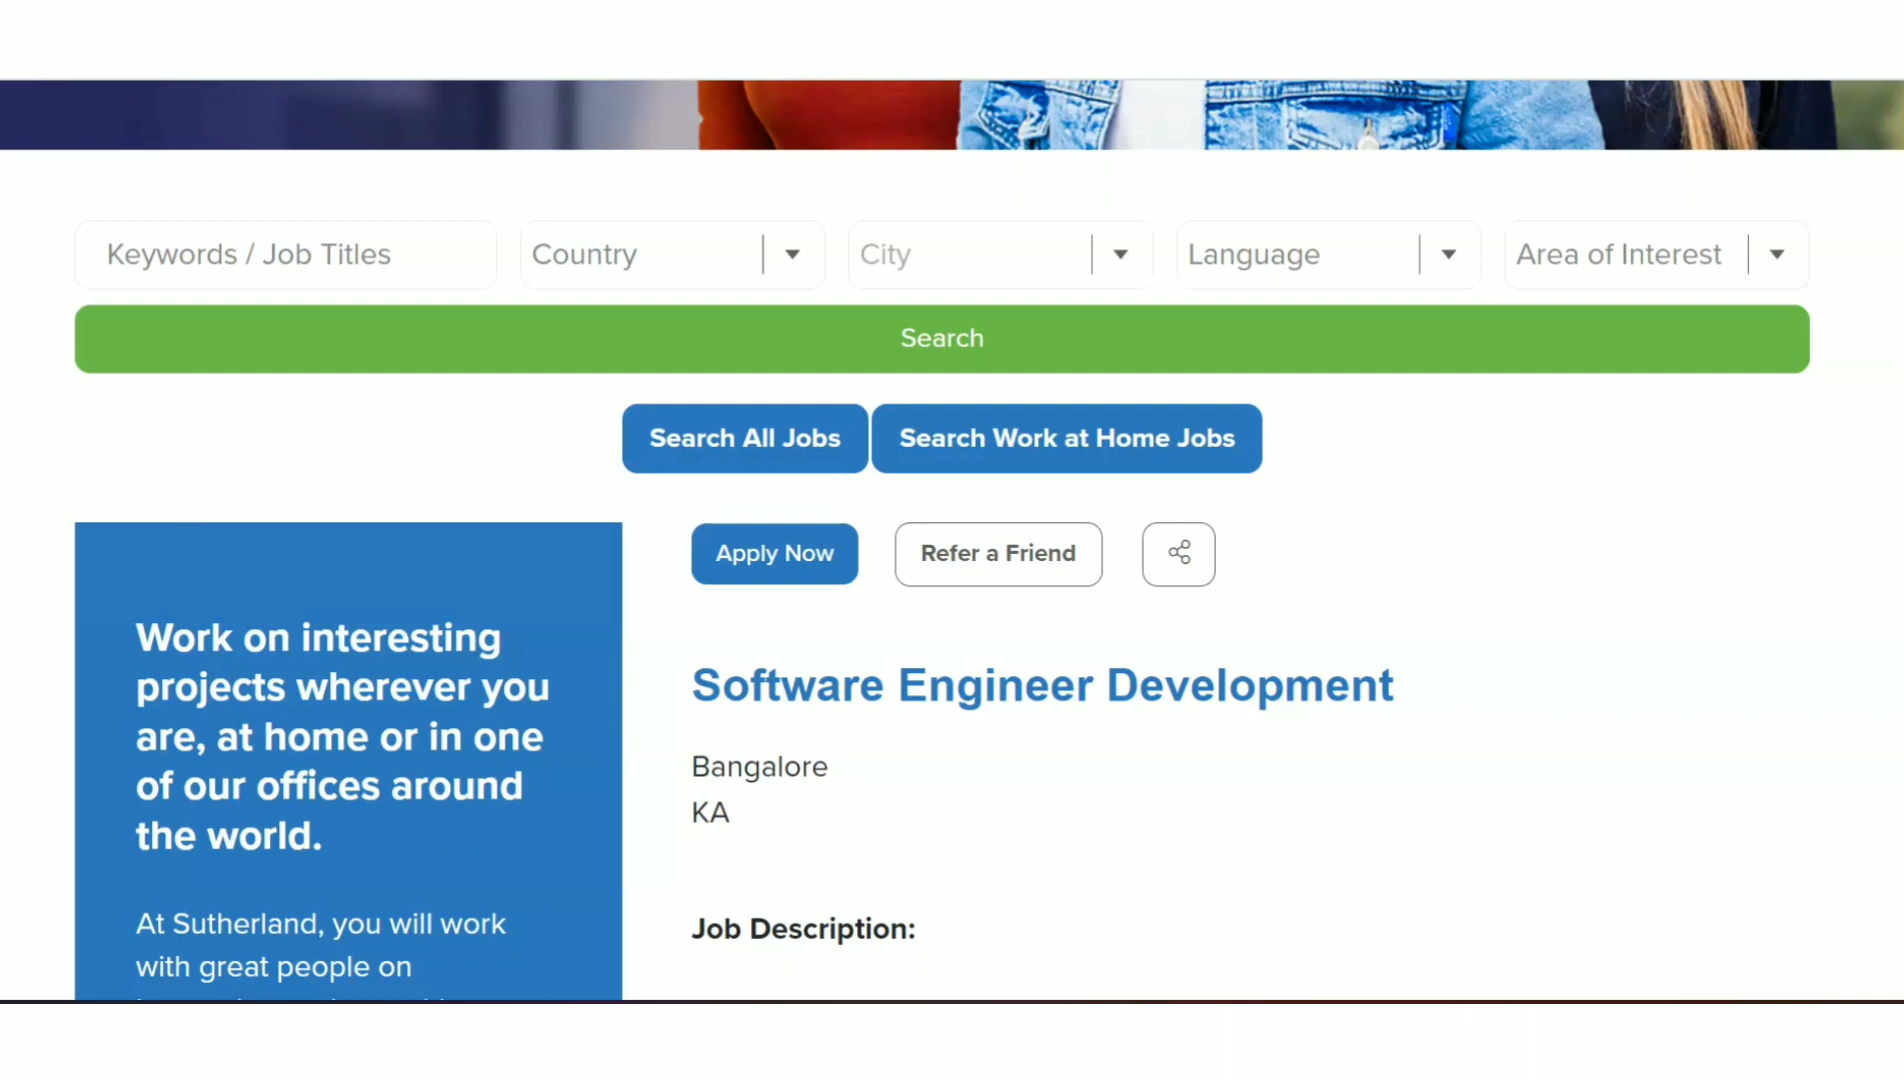 Keywords / Job Titles
Country
City
Language
Area of Interest
Search
Search All Jobs
Search Work at Home Jobs
Work on interesting
projects wherever you
are, at home or in one
of our offices around
the world.
At Sutherland, you will work
with great people on
Apply Now
Refer a Friend
Software Engineer Development
Bangalore
KA
Job Description: